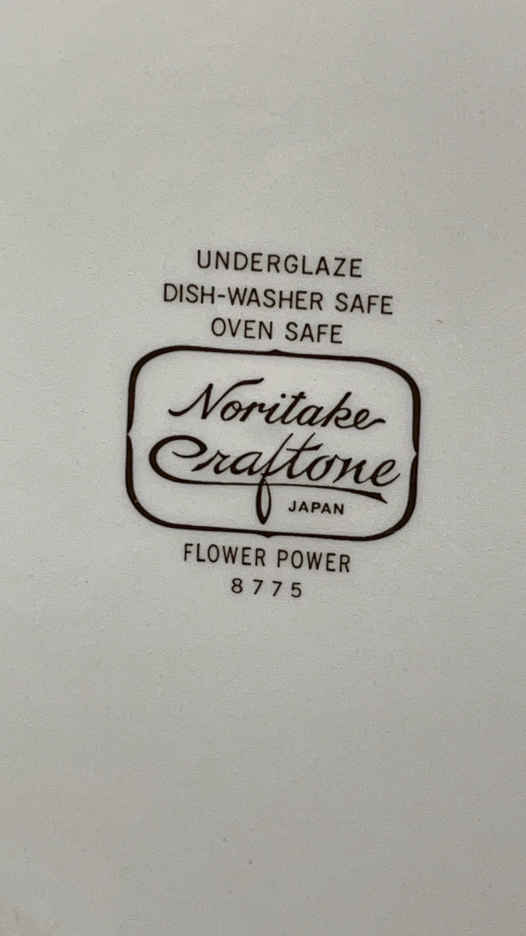 UNDERGLAZE
DISH-WASHER SAFE
OVEN SAFE
Noritake
Craftone
JAPAN
FLOWER POWER
8775